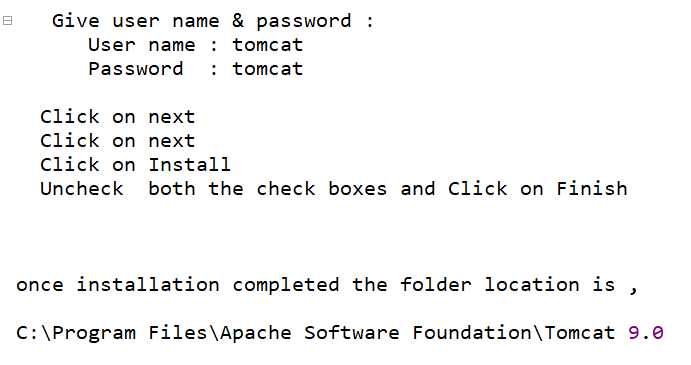 Give user name & password :
User name : tomcat
Password  : tomcat
Click on next
Click on next
Click on Install
Uncheck  both the check boxes and Click on Finish
once installation completed the folder location is ,
C:\Program Files\Apache Software Foundation\Tomcat 9.0